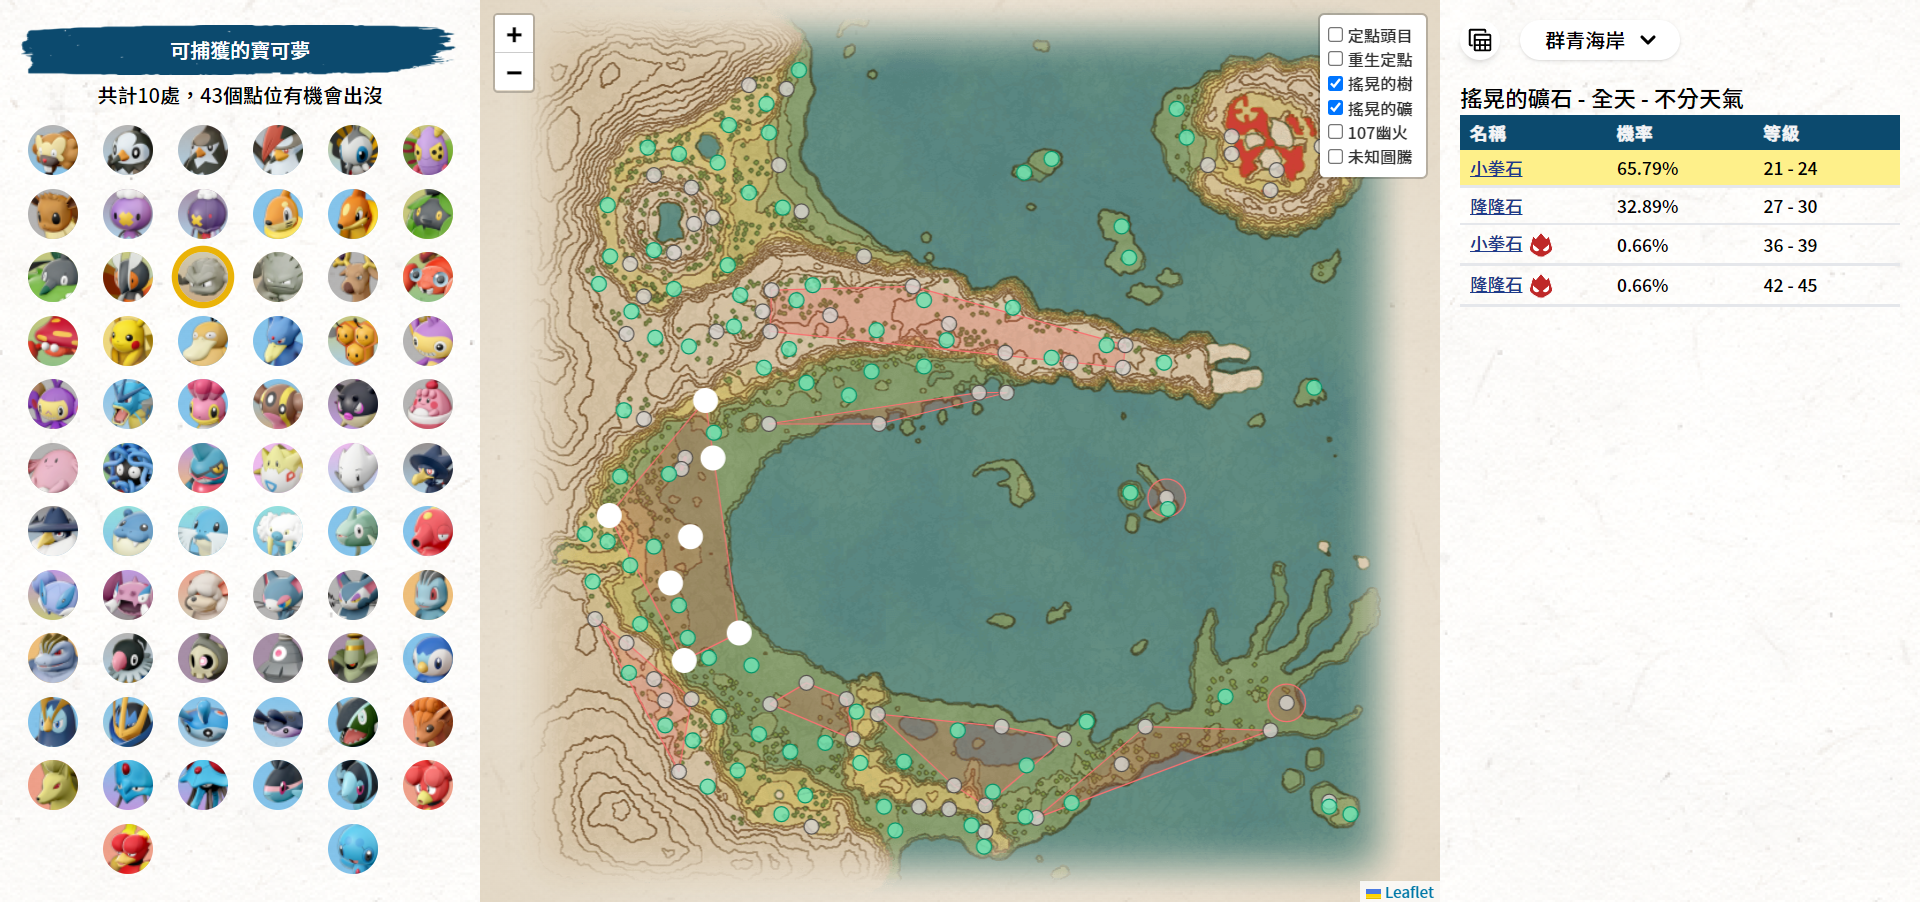 可捕獲的寶可夢
共計10處，43個點位有機會出沒
+
−
定點頭目
重生定點
搖晃的樹
搖晃的礦
107幽火
未知圖騰
Leaflet
群青海岸
搖晃的礦石 - 全天 - 不分天氣
名稱 機率 等級
小拳石 65.79% 21 - 24
隆隆石 32.89% 27 - 30
小拳石 0.66% 36 - 39
隆隆石 0.66% 42 - 45